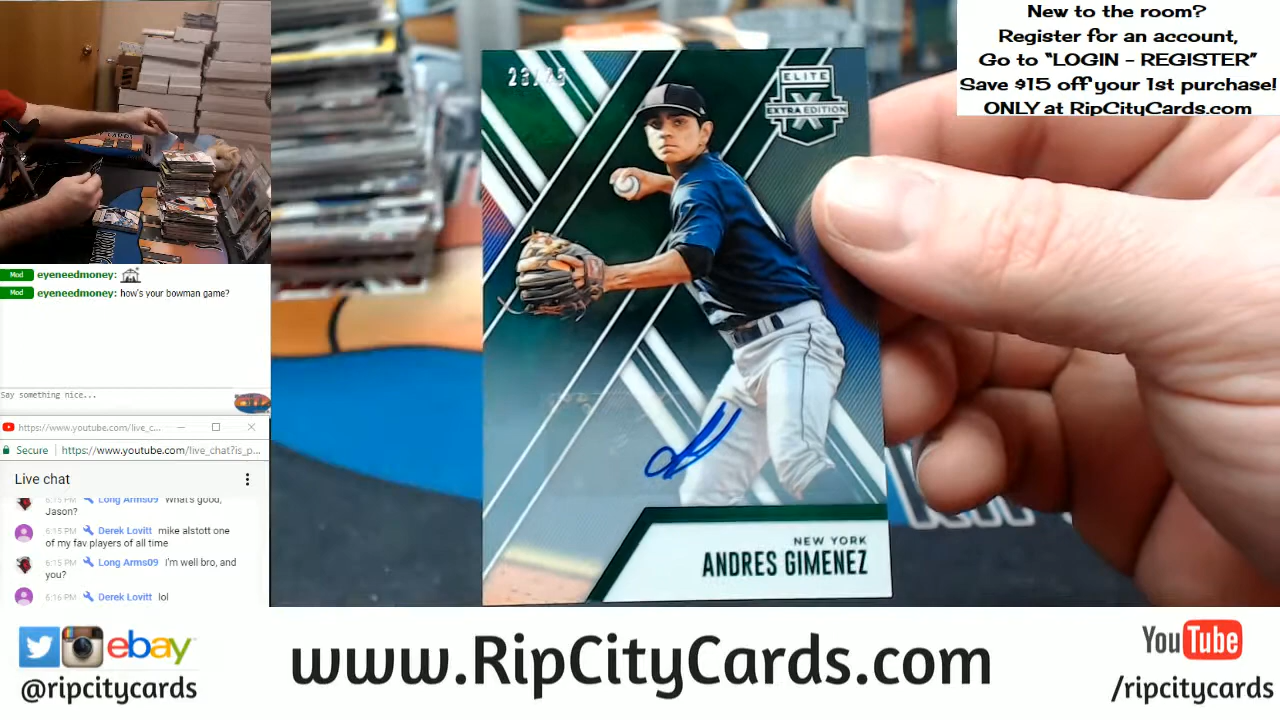 New to the room?
Register for an account,
Go to "LOGIN - REGISTER"
Save $15 off your 1st purchase!
ONLY at RipCityCards.com
23/75
ELITE
EXTRA EDITION
X
NEW YORK
ANDRES GIMENEZ
Mod eyeneedmoney:
Mod eyeneedmoney: how's your bowman game?
Say something nice...
https://www.youtube.com/live_c...
Secure https://www.youtube.com/live_chat?is_p...
Live chat
6:15 PM Long Arms09 What's good,
Jason?
6:15 PM Derek Lovitt mike alstott one
of my fav players of all time
6:15 PM Long Arms09 I'm well bro, and
you?
6:16 PM Derek Lovitt lol
ebay
@ripcitycards
www.RipCityCards.com
YouTube
/ripcitycards